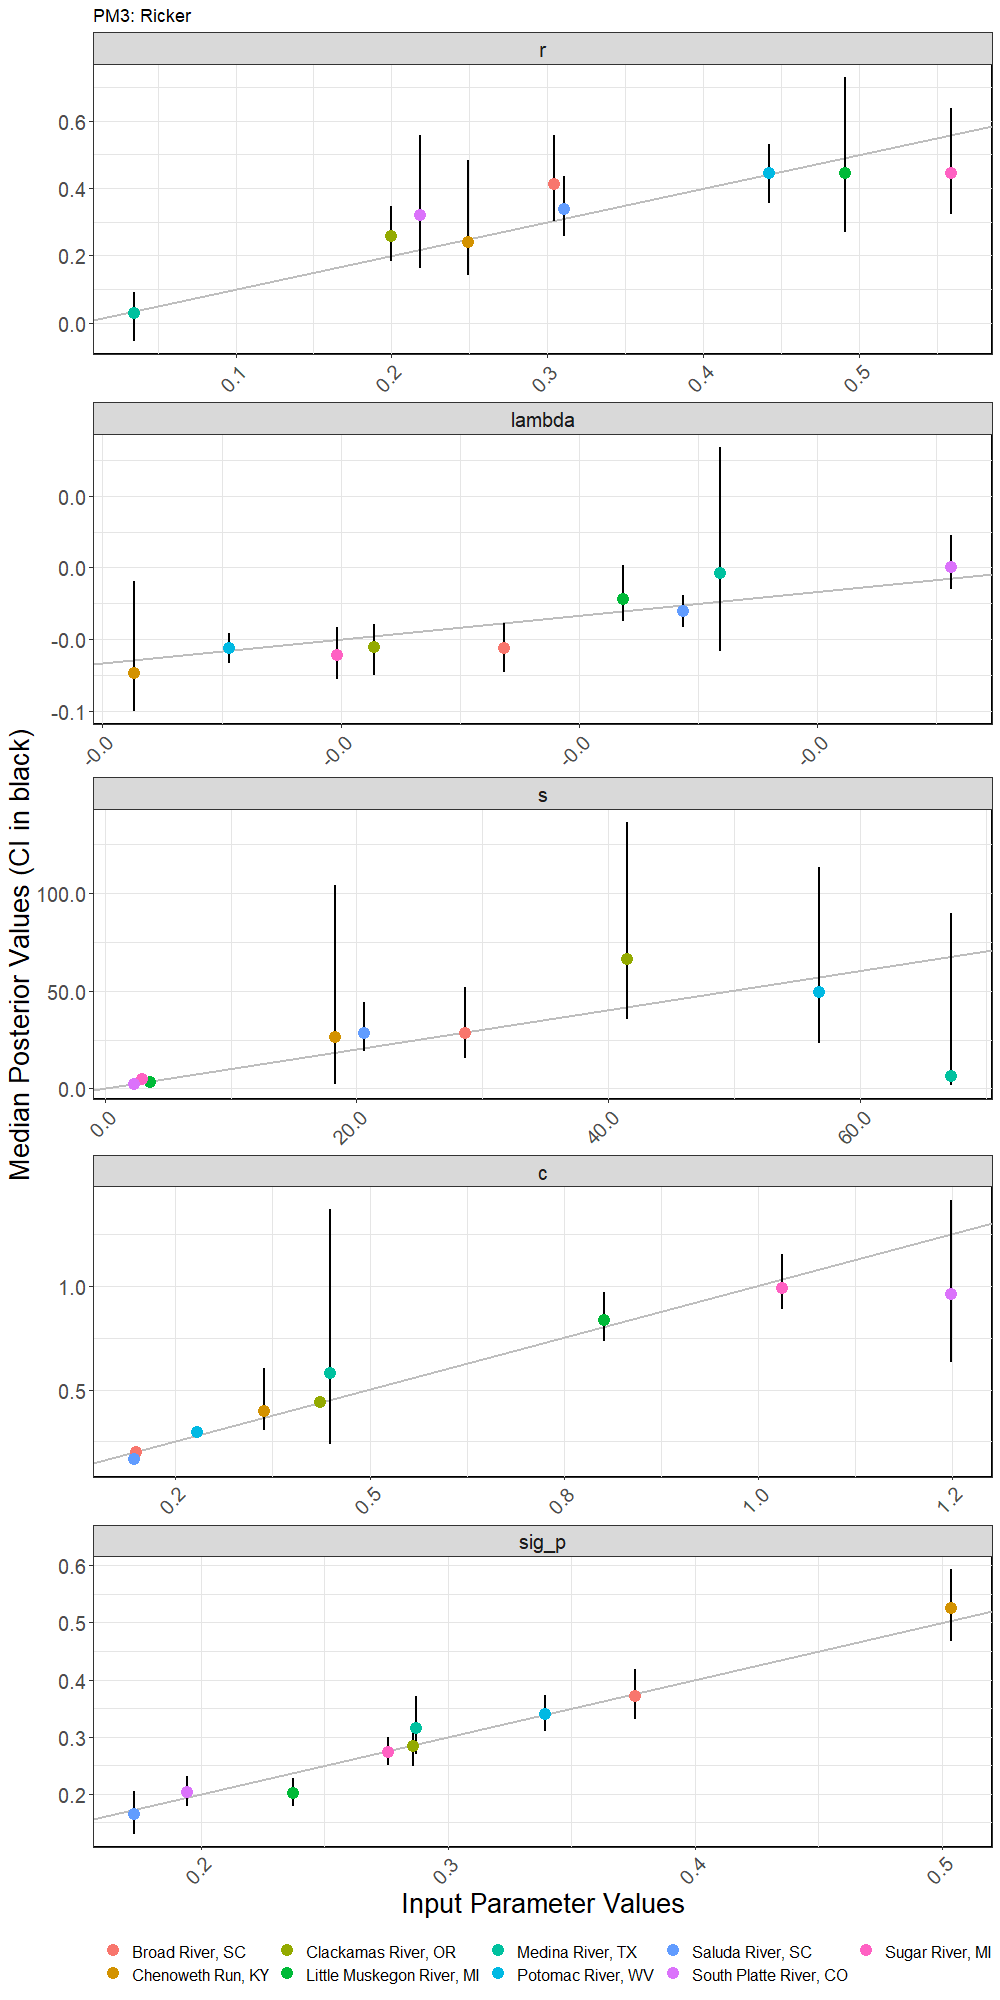 PM3: Ricker
r
0.6
0.4
0.2
0.0
0.1
0.2
0.3
0.4
0.5
lambda
0.0
0.0
-0.0
-0.1
-0.0
-0.0
-0.0
-0.0
s
100.0
50.0
0.0
0.0
20.0
40.0
60.0
c
1.0
0.5
0.2
0.5
0.8
1.0
1.2
sig_p
0.6
0.5
0.4
0.3
0.2
0.2
0.3
0.4
0.5
Median Posterior Values (CI in black)
Input Parameter Values
Broad River, SC
Clackamas River, OR
Medina River, TX
Saluda River, SC
Sugar River, MI
Chenoweth Run, KY
Little Muskegon River, MI
Potomac River, WV
South Platte River, CO